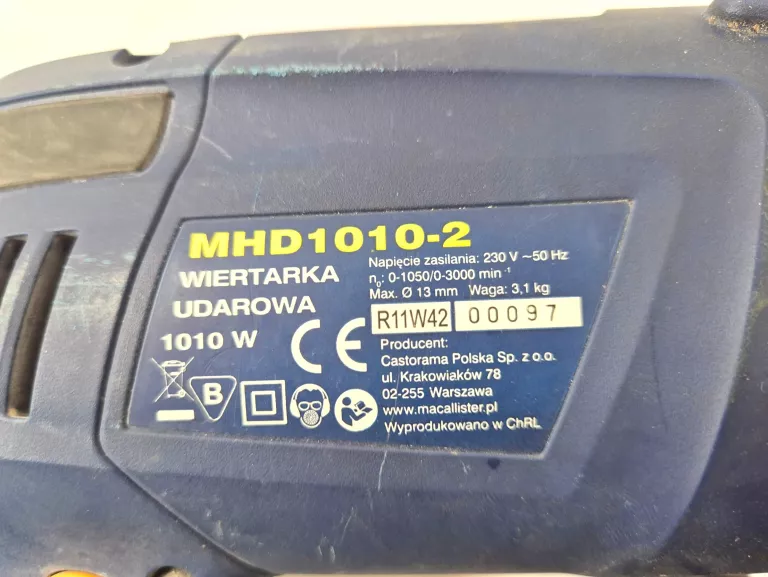 MHD1010-2
WIERTARKA
UDAROWA
1010 W
CE
B
Napięcie zasilania: 230 V ~50 Hz
n₀: 0-1050/0-3000 min⁻¹
Max. Ø 13 mm Waga: 3,1 kg
R11W42 00097
Producent:
Castorama Polska Sp. z o.o.
ul. Krakowiaków 78
02-255 Warszawa
www.macallister.pl
Wyprodukowano w ChRL